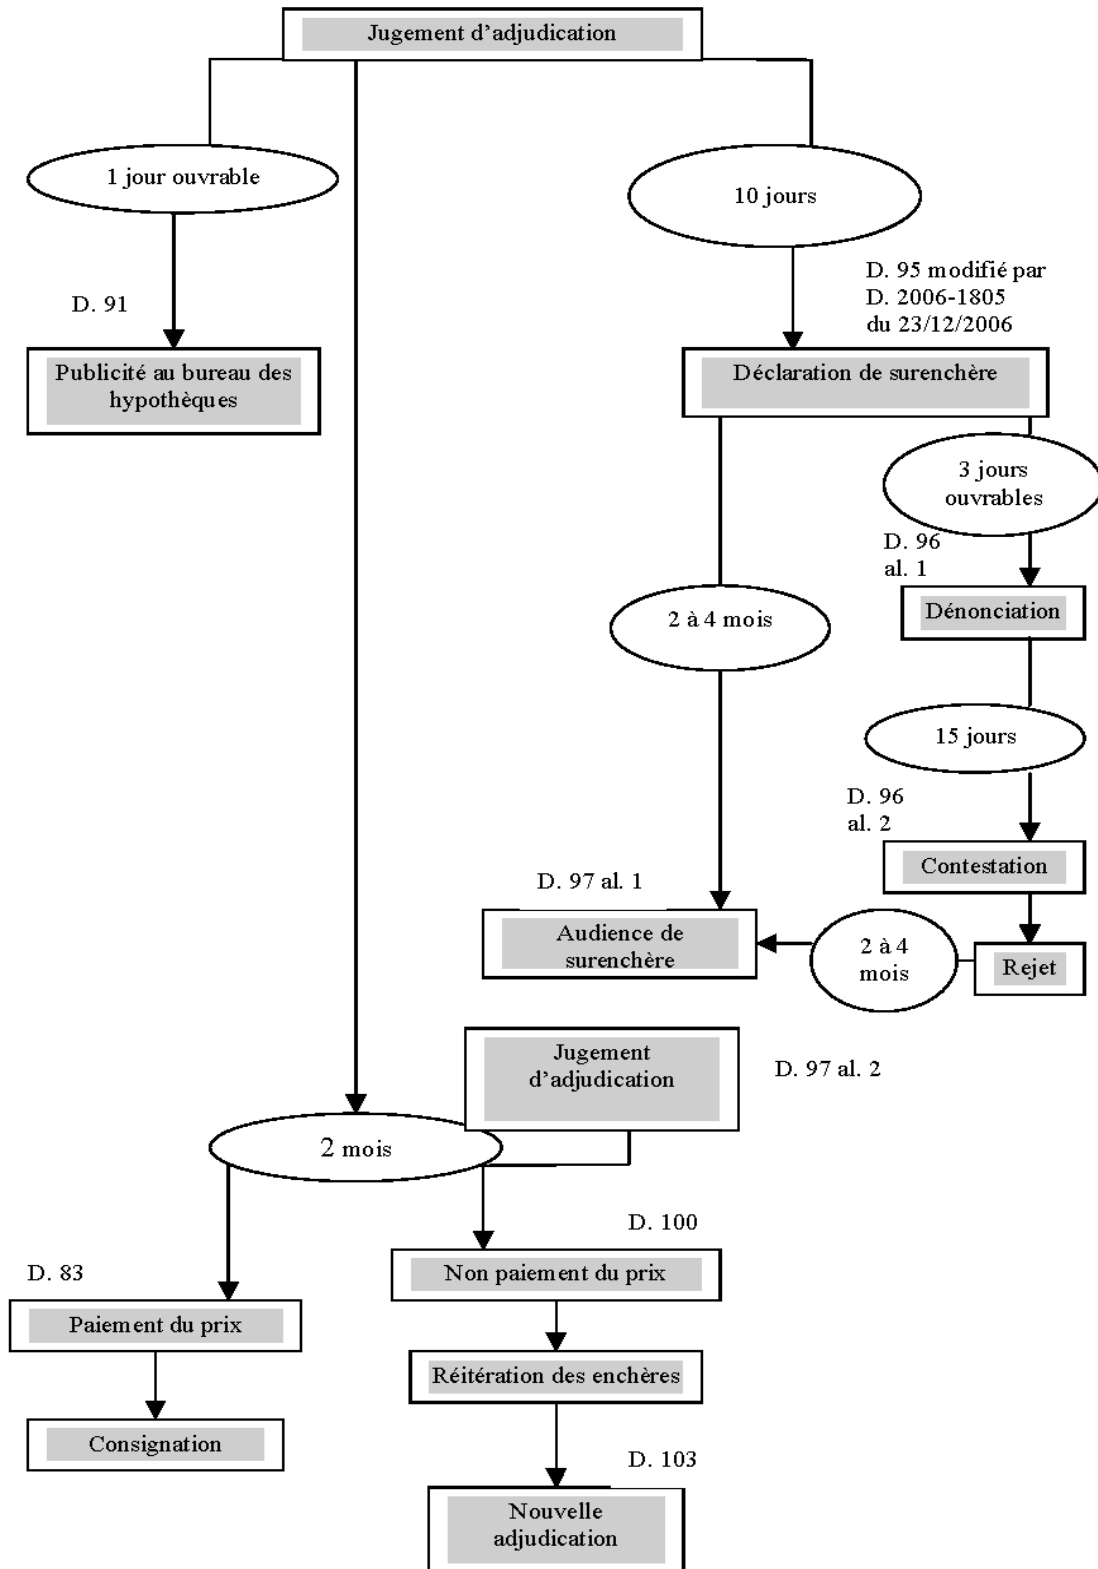 Jugement d'adjudication
1 jour ouvrable
10 jours
D. 91
D. 95 modifié par
D. 2006-1805
du 23/12/2006
Publicité au bureau des
hypothèques
Déclaration de surenchère
3 jours
ouvrables
D. 96
al. 1
Dénonciation
2 à 4 mois
15 jours
D. 96
al. 2
Contestation
D. 97 al. 1
Audience de
surenchère
2 à 4
mois
Rejet
Jugement
d'adjudication
D. 97 al. 2
2 mois
D. 100
Non paiement du prix
D. 83
Paiement du prix
Réitération des enchères
Consignation
D. 103
Nouvelle
adjudication